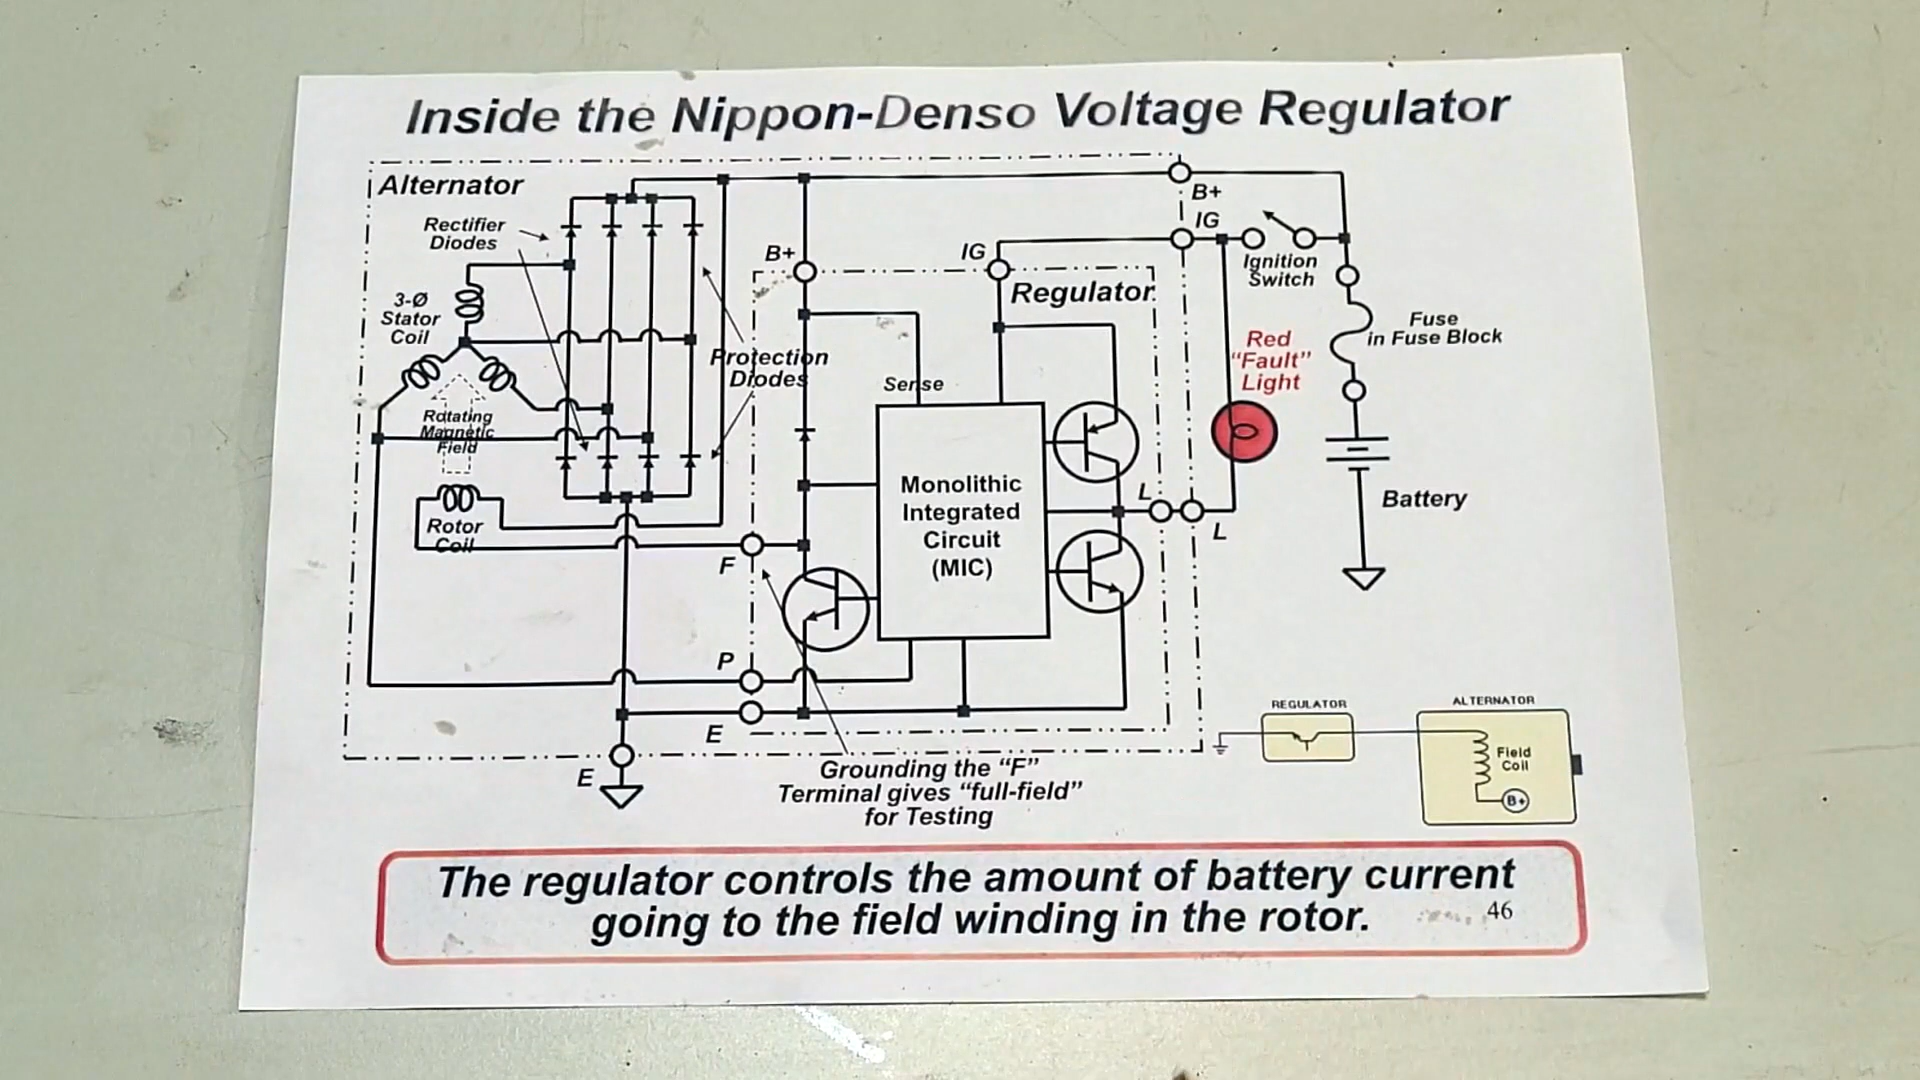 Inside the Nippon-Denso Voltage Regulator
Alternator
Rectifier
Diodes
3-Ø
Stator
Coil
Rotating
Magnetic
Field
Rotor
Coil
Protection
Diodes
B+
IG
Regulator
Sense
Monolithic
Integrated
Circuit
(MIC)
F
P
E
E
L
L
B+
IG
Ignition
Switch
Red
"Fault"
Light
Fuse
in Fuse Block
Battery
Grounding the "F"
Terminal gives "full-field"
for Testing
REGULATOR
ALTERNATOR
Field
Coil
B+
The regulator controls the amount of battery current
going to the field winding in the rotor.
46